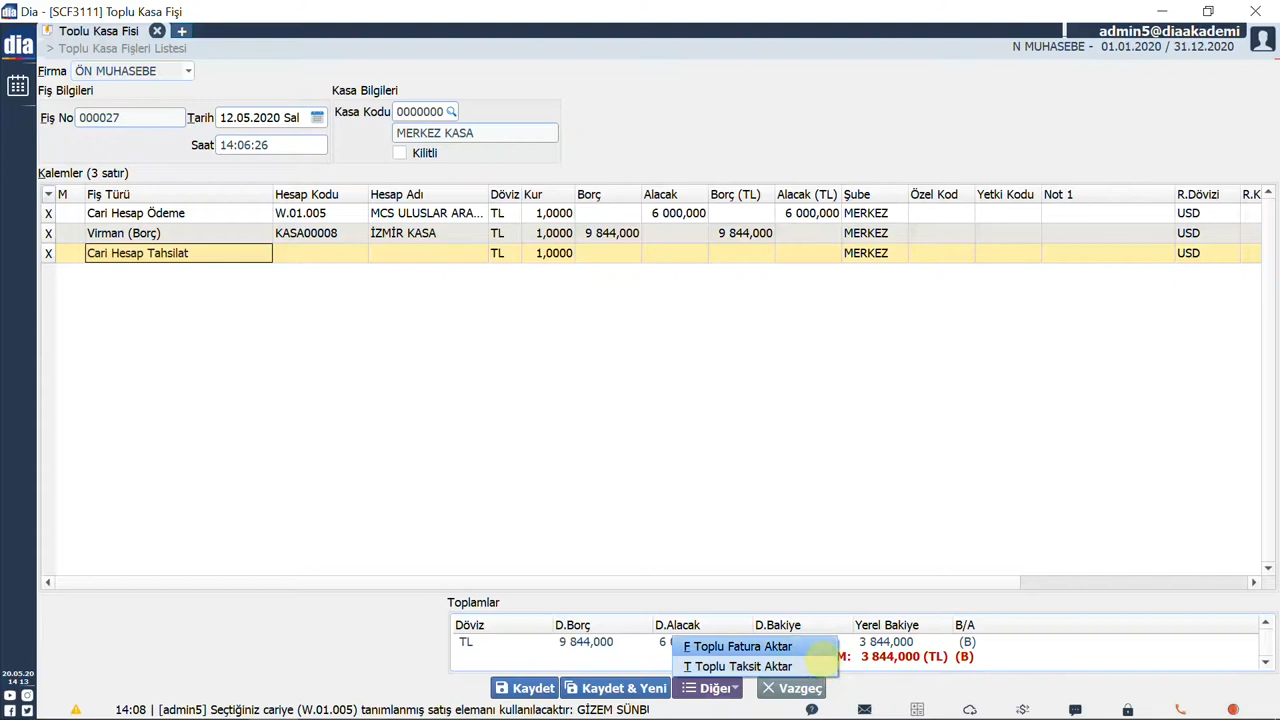 Dia - [SCF3111] Toplu Kasa Fişi
dia
Toplu Kasa Fisi
admin5@diaakademi
> Toplu Kasa Fişleri Listesi
N MUHASEBE - 01.01.2020 / 31.12.2020
Firma ÖN MUHASEBE
Fiş Bilgileri
Kasa Bilgileri
Fiş No 000027 Tarih 12.05.2020 Sal
Kasa Kodu 0000000
MERKEZ KASA
Saat 14:06:26
Kilitli
Kalemler (3 satır)
M Fiş Türü Hesap Kodu Hesap Adı Döviz Kur Borç Alacak Borç (TL) Alacak (TL) Şube Özel Kod Yetki Kodu Not 1 R.Dövizi R.K
X Cari Hesap Ödeme W.01.005 MCS ULUSLAR ARA... TL 1,0000 6 000,000 6 000,000 MERKEZ USD
X Virman (Borç) KASA00008 İZMİR KASA TL 1,0000 9 844,000 9 844,000 MERKEZ USD
X Cari Hesap Tahsilat TL 1,0000 MERKEZ USD
Toplamlar
Döviz D.Borç D.Alacak D.Bakiye Yerel Bakiye B/A
TL 9 844,000 3 844,000 (B)
M: 3 844,000 (TL) (B)
F Toplu Fatura Aktar
T Toplu Taksit Aktar
Kaydet Kaydet & Yeni Diğer Vazgeç
20.05.20
14 13
14:08 | [admin5] Seçtiğiniz cariye (W.01.005) tanımlanmış satış elemanı kullanılacaktır: GİZEM SÜNBU